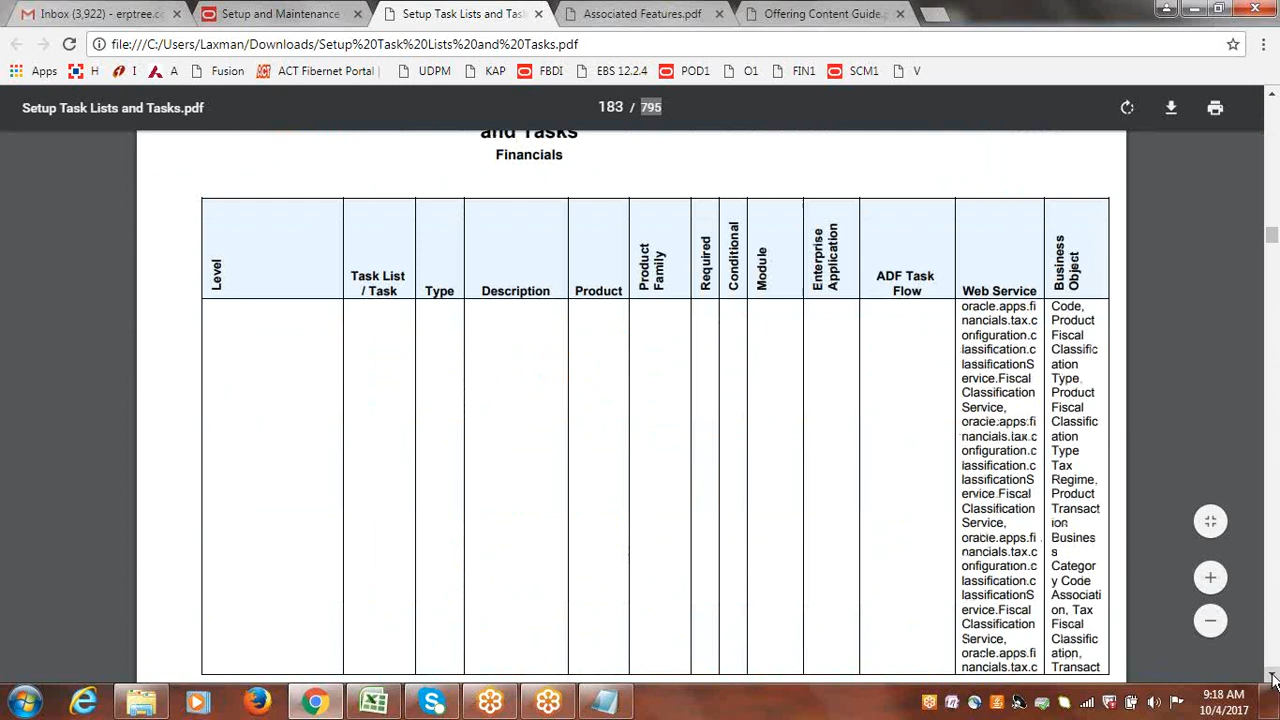 Inbox (3,922) - erptree.c
Setup and Maintenance
Setup Task Lists and Tas
Associated Features.pdf
Offering Content Guide.p
file:///C:/Users/Laxman/Downloads/Setup%20Task%20Lists%20and%20Tasks.pdf
Apps
H
I
A
Fusion
ACT Fibernet Portal |
UDPM
KAP
FBDI
EBS 12.2.4
POD1
O1
FIN1
SCM1
V
Setup Task Lists and Tasks.pdf
183 / 795
and Tasks
Financials
Level
Task List
/ Task
Type
Description
Product
Product
Family
Required
Conditional
Module
Enterprise
Application
ADF Task
Flow
Web Service
Business
Object
oracle.apps.fi
nancials.tax.c
onfiguration.c
lassification.c
lassificationS
ervice.Fiscal
Classification
Service,
oracle.apps.fi
nancials.tax.c
onfiguration.c
lassification.c
lassificationS
ervice.Fiscal
Classification
Service,
oracle.apps.fi
nancials.tax.c
onfiguration.c
lassification.c
lassificationS
ervice.Fiscal
Classification
Service,
oracle.apps.fi
nancials.tax.c
Code,
Product
Fiscal
Classific
ation
Type,
Product
Fiscal
Classific
ation
Type
Tax
Regime,
Product
Transact
ion
Busines
s
Categor
y Code
Associati
on, Tax
Fiscal
Classific
ation,
Transact
9:18 AM
10/4/2017